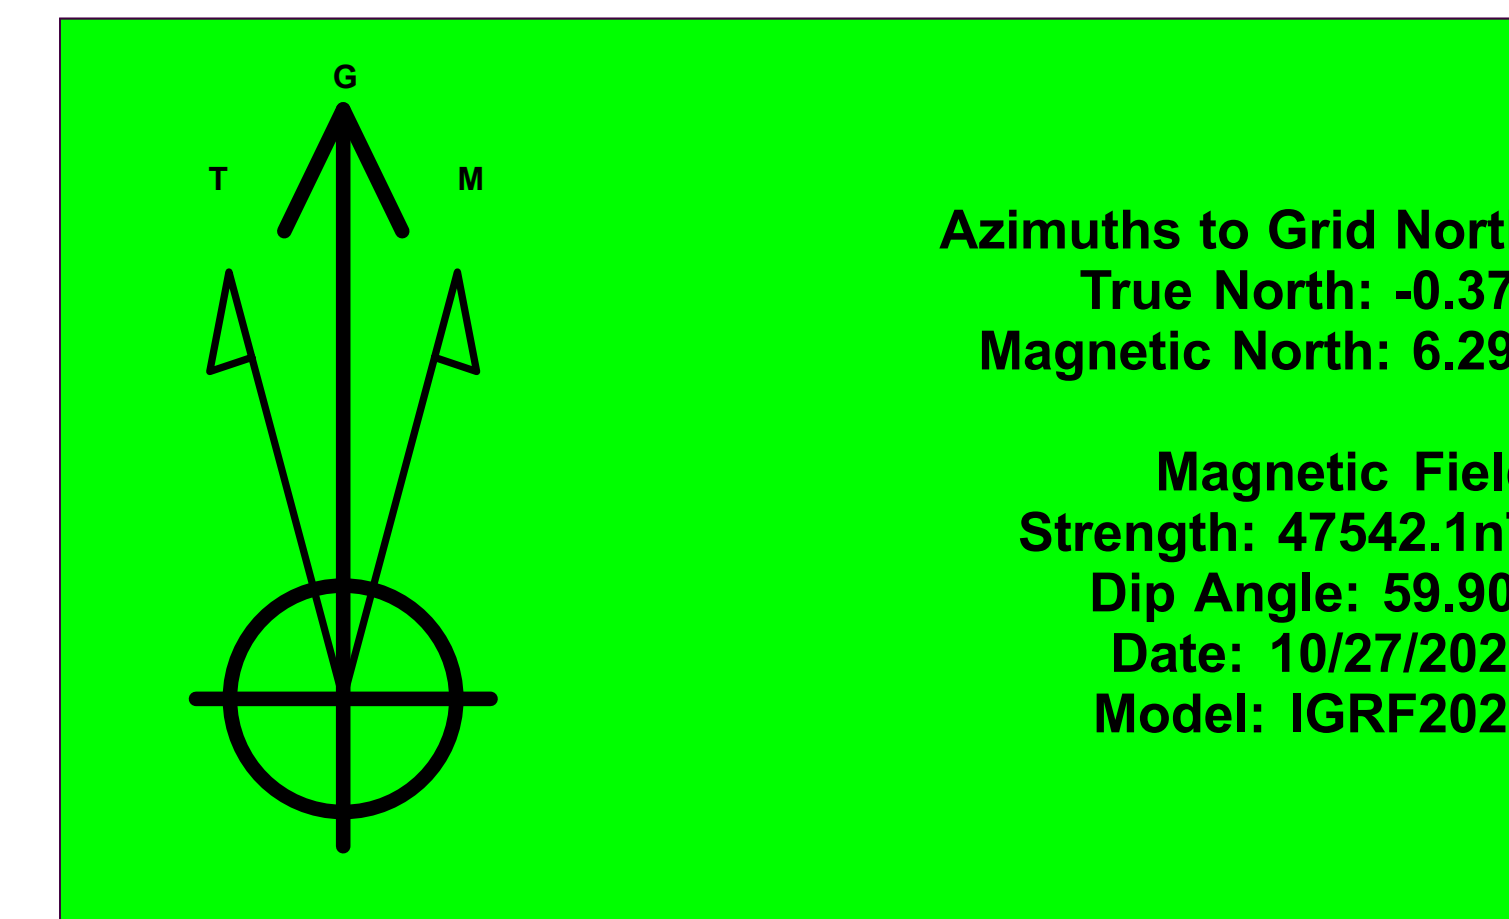 G
T M
Azimuths to Grid Nort
True North: -0.37
Magnetic North: 6.29
Magnetic Fiel
Strength: 47542.1n
Dip Angle: 59.90
Date: 10/27/202
Model: IGRF202